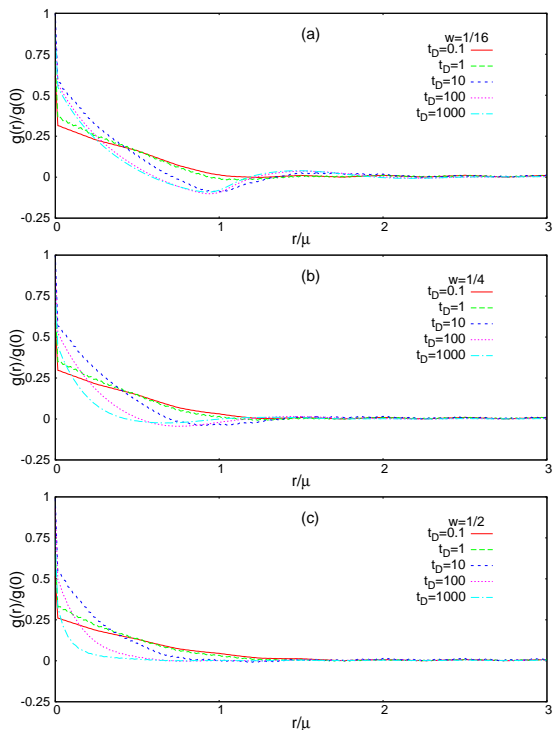 1
0.75
0.5
0.25
0
-0.25
g(r)/g(0)
(a)
w=1/16
t_D=0.1
t_D=1
t_D=10
t_D=100
t_D=1000
0 1 2 3
r/μ
1
0.75
0.5
0.25
0
-0.25
g(r)/g(0)
(b)
w=1/4
t_D=0.1
t_D=1
t_D=10
t_D=100
t_D=1000
0 1 2 3
r/μ
1
0.75
0.5
0.25
0
-0.25
g(r)/g(0)
(c)
w=1/2
t_D=0.1
t_D=1
t_D=10
t_D=100
t_D=1000
0 1 2 3
r/μ